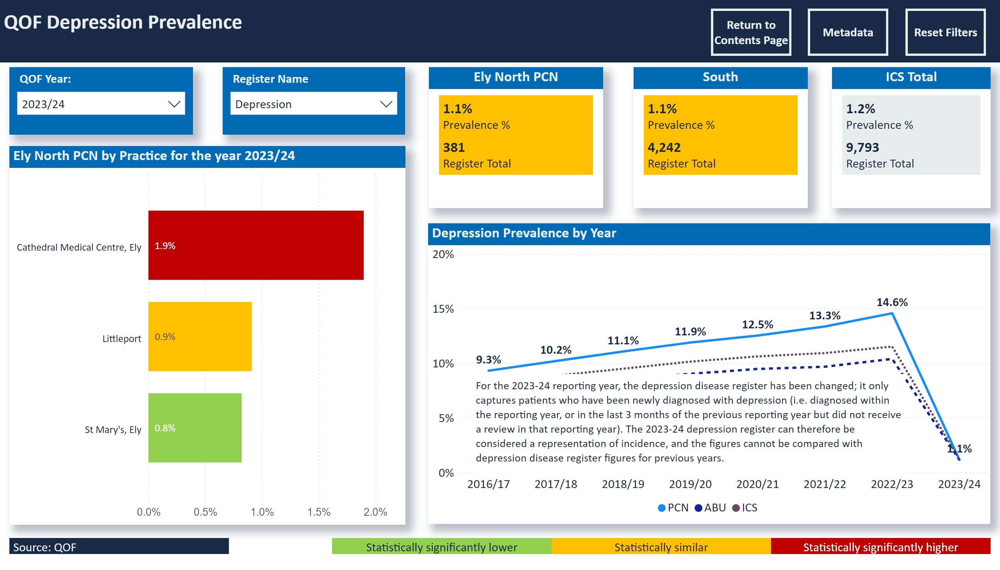 QOF Depression Prevalence
Return to
Contents Page
Metadata
Reset Filters
QOF Year:
2023/24
Register Name
Depression
Ely North PCN
1.1%
Prevalence %
381
Register Total
South
1.1%
Prevalence %
4,242
Register Total
ICS Total
1.2%
Prevalence %
9,793
Register Total
Ely North PCN by Practice for the year 2023/24
Cathedral Medical Centre, Ely
1.9%
Littleport
0.9%
St Mary's, Ely
0.8%
0.0% 0.5% 1.0% 1.5% 2.0%
Depression Prevalence by Year
20%
15%
10%
5%
0%
9.3% 10.2% 11.1% 11.9% 12.5% 13.3% 14.6% 1.1%
For the 2023-24 reporting year, the depression disease register has been changed; it only
captures patients who have been newly diagnosed with depression (i.e. diagnosed within
the reporting year, or in the last 3 months of the previous reporting year but did not receive
a review in that reporting year). The 2023-24 depression register can therefore be
considered a representation of incidence, and the figures cannot be compared with
depression disease register figures for previous years.
2016/17 2017/18 2018/19 2019/20 2020/21 2021/22 2022/23 2023/24
PCN ABU ICS
Source: QOF
Statistically significantly lower
Statistically similar
Statistically significantly higher